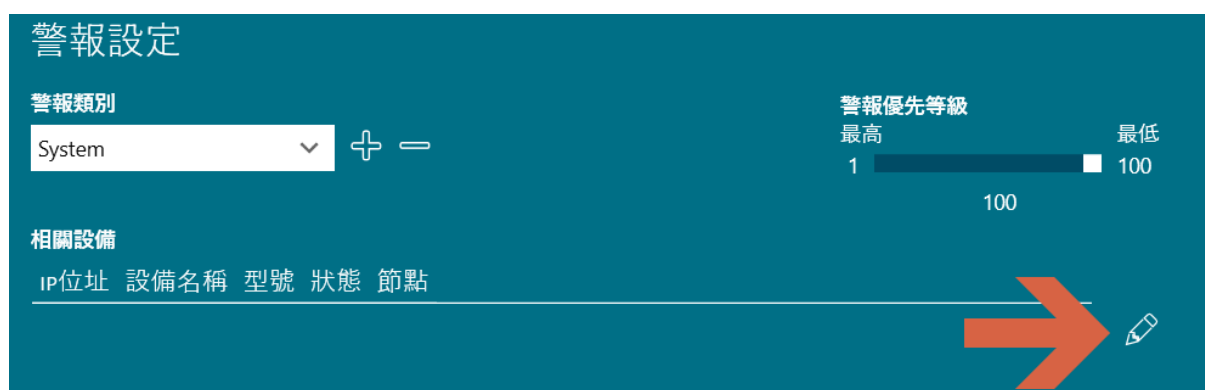 警報設定
警報類別
警報優先等級
System
最高 最低
1 100
100
相關設備
IP位址 設備名稱 型號 狀態 節點